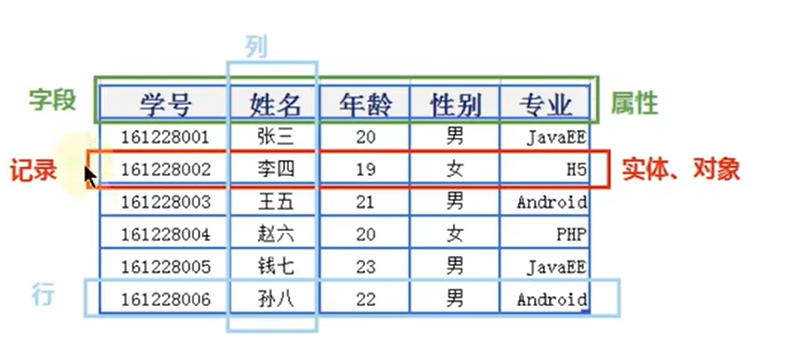 列
字段 学号 姓名 年龄 性别 专业 属性
161228001 张三 20 男 JavaEE
记录 161228002 李四 19 女 H5 实体、对象
161228003 王五 21 男 Android
161228004 赵六 20 女 PHP
161228005 钱七 23 男 JavaEE
行 161228006 孙八 22 男 Android